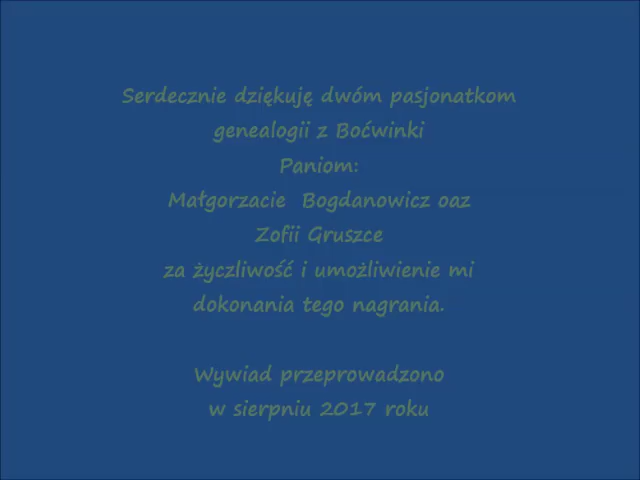 Serdecznie dziękuję dwóm pasjonatkom
genealogii z Boćwinki
Paniom:
Małgorzacie Bogdanowicz oaz
Zofii Gruszce
za życzliwość i umożliwienie mi
dokonania tego nagrania.
Wywiad przeprowadzono
w sierpniu 2017 roku